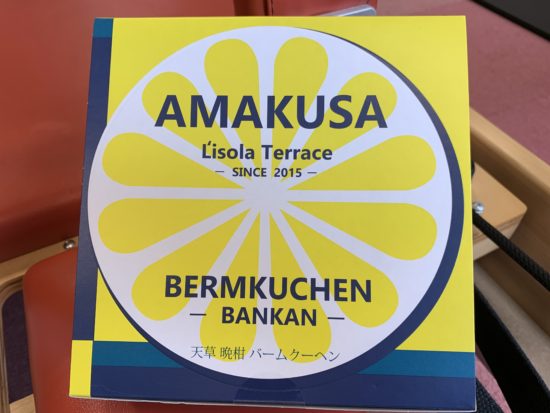 AMAKUSA
L'isola Terrace
— SINCE 2015 —
BERMKUCHEN
— BANKAN —
天草 晩柑 バームクーヘン